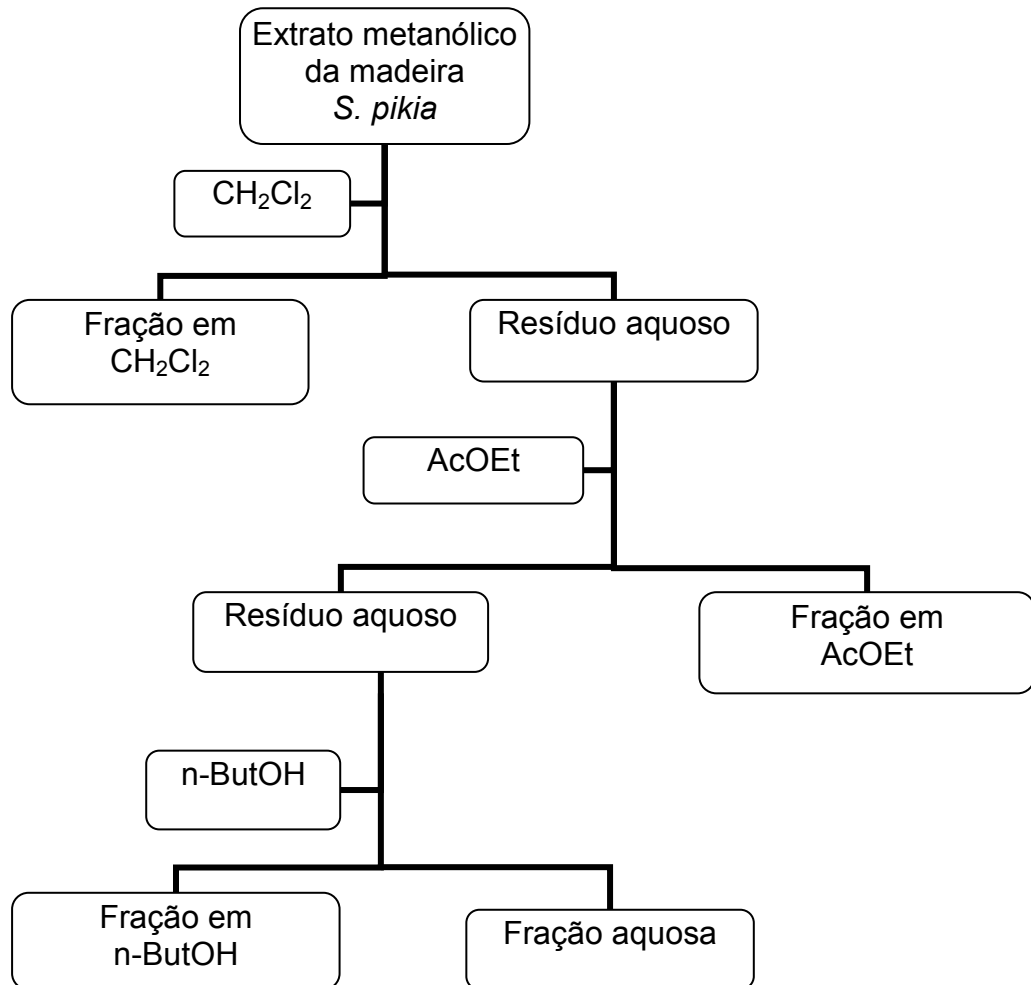 Extrato metanólico
da madeira
S. pikia
CH₂Cl₂
Fração em
CH₂Cl₂
Resíduo aquoso
AcOEt
Resíduo aquoso
Fração em
AcOEt
n-ButOH
Fração em
n-ButOH
Fração aquosa